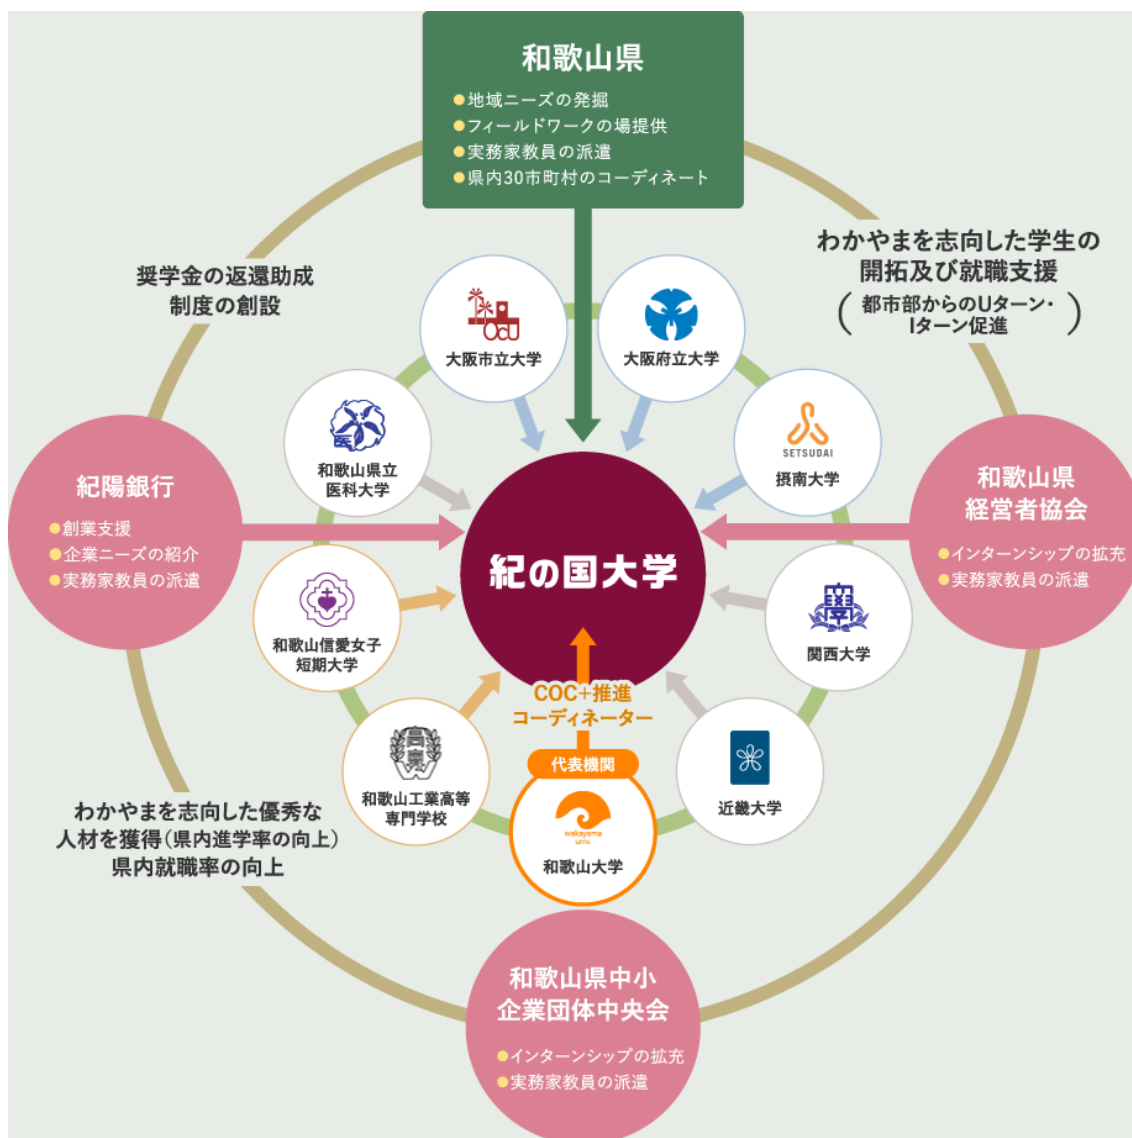 和歌山県
●地域ニーズの発掘
●フィールドワークの場提供
●実務家教員の派遣
●県内30市町村のコーディネート
奨学金の返還助成
制度の創設
わかやまを志向した学生の
開拓及び就職支援
(都市部からのUターン・
Iターン促進)
OCU
大阪市立大学
大阪府立大学
医
和歌山県立
医科大学
SETSUDAI
摂南大学
紀陽銀行
●創業支援
●企業ニーズの紹介
●実務家教員の派遣
和歌山県
経営者協会
●インターンシップの拡充
●実務家教員の派遣
紀の国大学
和歌山信愛女子
短期大学
関西大学
COC+推進
コーディネーター
代表機関
和歌山工業高等
専門学校
wakayama
univ.
和歌山大学
近畿大学
わかやまを志向した優秀な
人材を獲得(県内進学率の向上)
県内就職率の向上
和歌山県中小
企業団体中央会
●インターンシップの拡充
●実務家教員の派遣